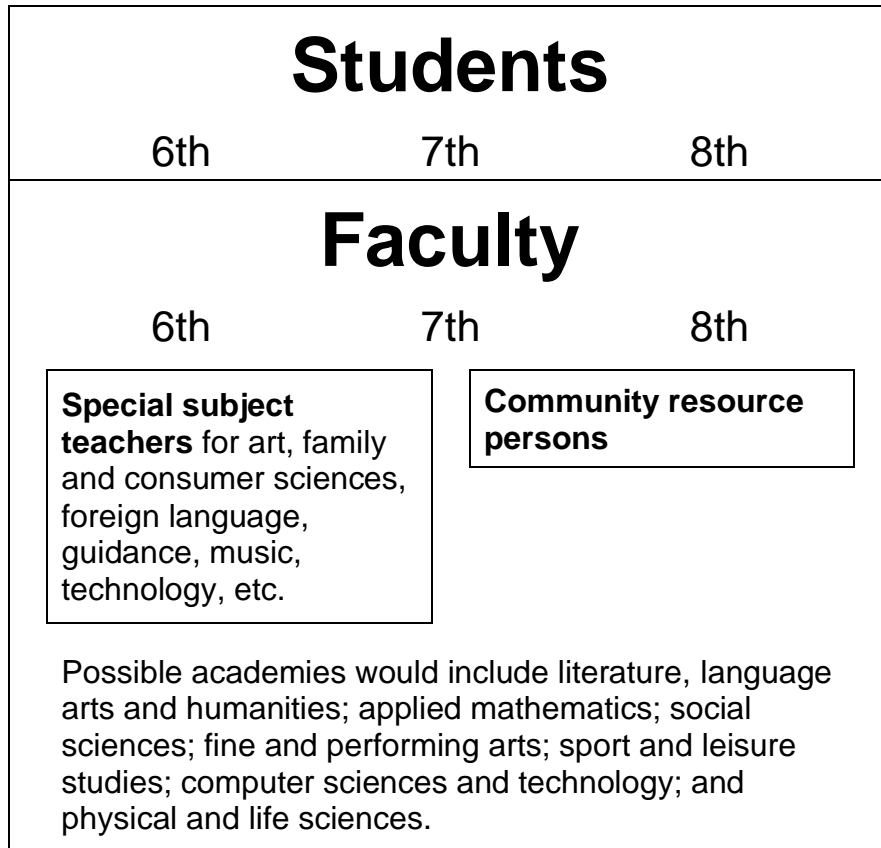 Students
6th 7th 8th
Faculty
6th 7th 8th
Special subject
teachers for art, family
and consumer sciences,
foreign language,
guidance, music,
technology, etc.
Community resource
persons
Possible academies would include literature, language
arts and humanities; applied mathematics; social
sciences; fine and performing arts; sport and leisure
studies; computer sciences and technology; and
physical and life sciences.